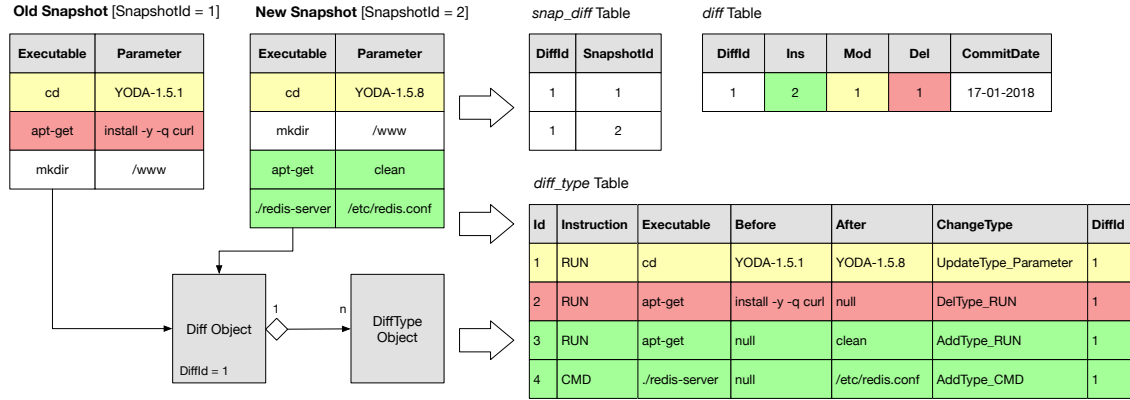 Old Snapshot [SnapshotId = 1]
Executable Parameter
cd YODA-1.5.1
apt-get install -y -q curl
mkdir /www
New Snapshot [SnapshotId = 2]
Executable Parameter
cd YODA-1.5.8
mkdir /www
apt-get clean
./redis-server /etc/redis.conf
snap_diff Table
DiffId SnapshotId
1 1
1 2
diff Table
DiffId Ins Mod Del CommitDate
1 2 1 1 17-01-2018
diff_type Table
Id Instruction Executable Before After ChangeType DiffId
1 RUN cd YODA-1.5.1 YODA-1.5.8 UpdateType_Parameter 1
2 RUN apt-get install -y -q curl null DelType_RUN 1
3 RUN apt-get null clean AddType_RUN 1
4 CMD ./redis-server null /etc/redis.conf AddType_CMD 1
Diff Object
DiffId = 1
1
n
DiffType
Object